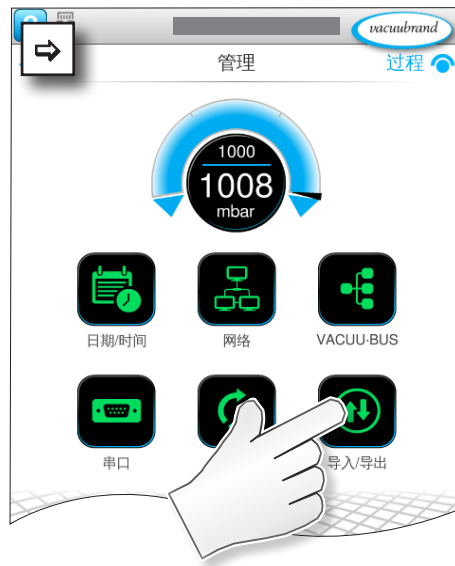 vacuubrand
管理
过程
1000
1008
mbar
日期/时间
网络
VACUU·BUS
串口
导入/导出